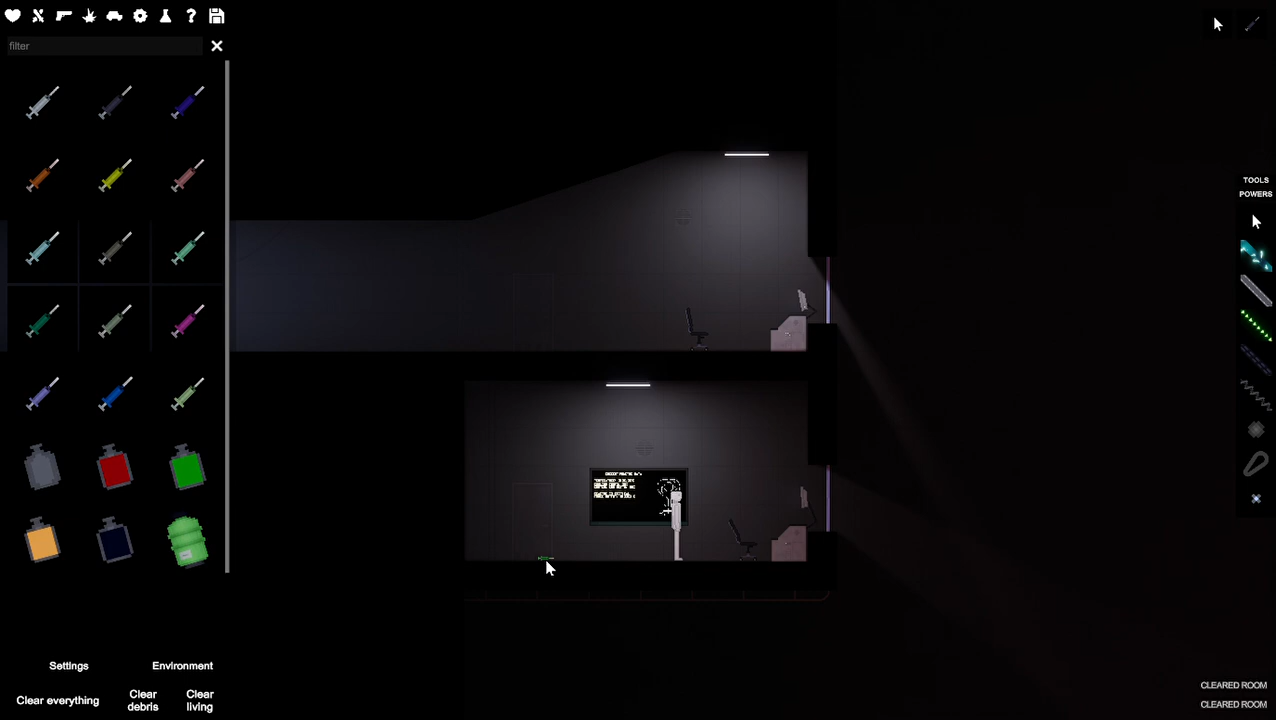 filter
TOOLS
POWERS
Settings
Environment
Clear everything
Clear
debris
Clear
living
CLEARED ROOM
CLEARED ROOM